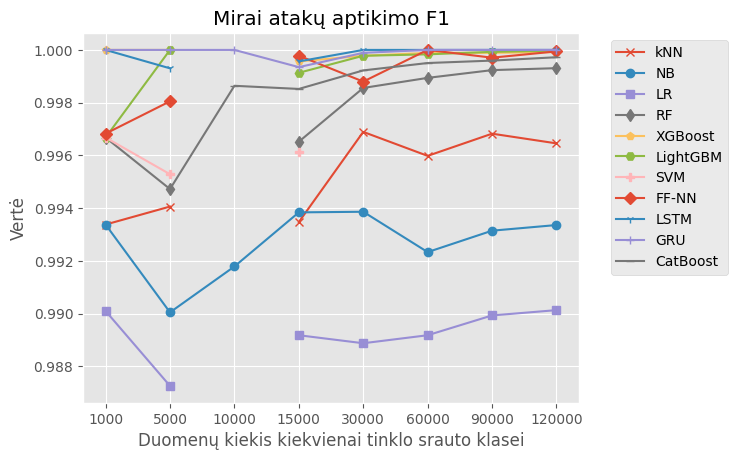 Mirai atakų aptikimo F1
Vertė
1.000
0.998
0.996
0.994
0.992
0.990
0.988
1000 5000 10000 15000 30000 60000 90000 120000
Duomenų kiekis kiekvienai tinklo srauto klasei
kNN
NB
LR
RF
XGBoost
LightGBM
SVM
FF-NN
LSTM
GRU
CatBoost